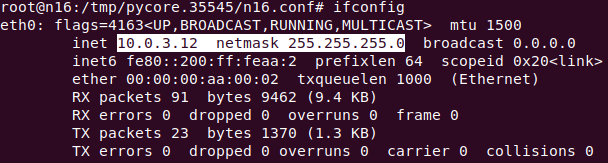 root@n16:/tmp/pycore.35545/n16.conf# ifconfig
eth0: flags=4163<UP,BROADCAST,RUNNING,MULTICAST>  mtu 1500
        inet 10.0.3.12  netmask 255.255.255.0  broadcast 0.0.0.0
        inet6 fe80::200:ff:feaa:2  prefixlen 64  scopeid 0x20<link>
        ether 00:00:00:aa:00:02  txqueuelen 1000  (Ethernet)
        RX packets 91  bytes 9462 (9.4 KB)
        RX errors 0  dropped 0  overruns 0  frame 0
        TX packets 23  bytes 1370 (1.3 KB)
        TX errors 0  dropped 0 overruns 0  carrier 0  collisions 0